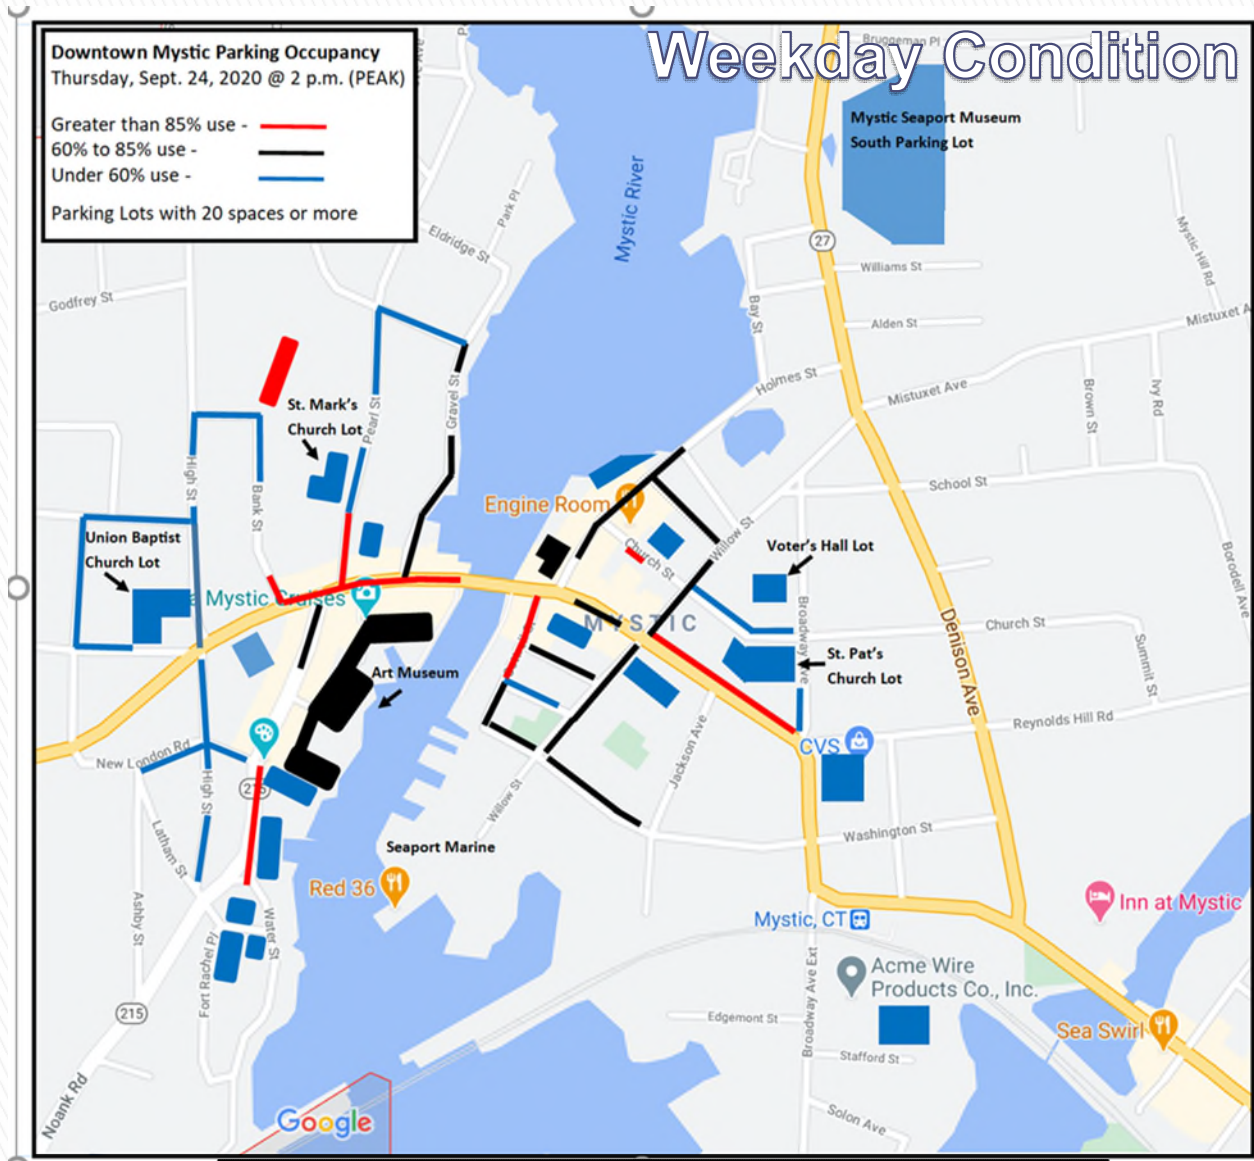 Weekday Condition
Downtown Mystic Parking Occupancy
Thursday, Sept. 24, 2020 @ 2 p.m. (PEAK)
Greater than 85% use -
60% to 85% use -
Under 60% use -
Parking Lots with 20 spaces or more
Bruggeman Pl
Mystic Seaport Museum
South Parking Lot
Mystic River
Park Pl
Eldridge St
27
Williams St
Mystic Hill Rd
Godfrey St
Bay St
Alden St
Mistuxet A
Holmes St
Mistuxet Ave
Brown St
Ivy Rd
Gravel St
Pearl St
St. Mark's
Church Lot
High St
Bank St
School St
Engine Room
Union Baptist
Church Lot
Church St
Willow St
Voter's Hall Lot
Borodell Ave
a Mystic Cruises
MYSTIC
Broadway Ave
Church St
Denison Ave
Summit St
St. Pat's
Church Lot
Art Museum
Reynolds Hill Rd
New London Rd
CVS
Jackson Ave
High St
215
Willow St
Latham St
Washington St
Seaport Marine
Red 36
Ashby St
Water St
Fort Rachel Pl
Mystic, CT
Inn at Mystic
Acme Wire
Products Co., Inc.
Broadway Ave Ext
215
Edgemont St
Sea Swirl
Stafford St
Noank Rd
Solon Ave
Google